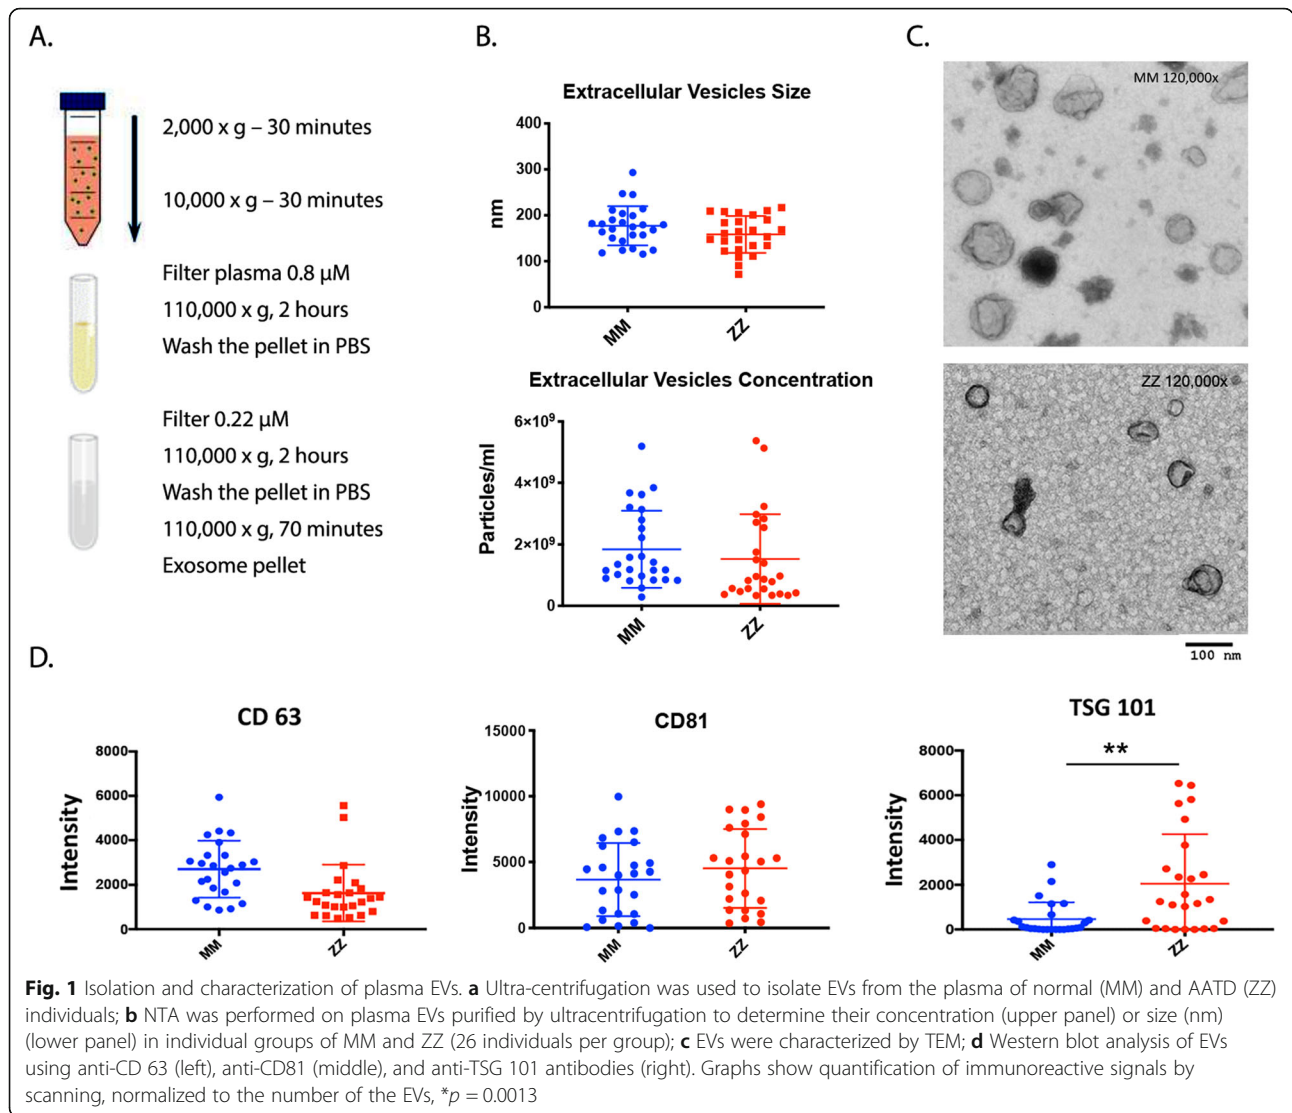 A.
2,000 x g – 30 minutes
10,000 x g – 30 minutes
Filter plasma 0.8 µM
110,000 x g, 2 hours
Wash the pellet in PBS
Filter 0.22 µM
110,000 x g, 2 hours
Wash the pellet in PBS
110,000 x g, 70 minutes
Exosome pellet
B.
Extracellular Vesicles Size
400
300
200
100
0
nm
MM
ZZ
Extracellular Vesicles Concentration
6×10⁹
4×10⁹
2×10⁹
0
Particles/ml
MM
ZZ
C.
MM 120,000x
ZZ 120,000x
100 nm
D.
CD 63
8000
6000
4000
2000
0
Intensity
MM
ZZ
CD81
15000
10000
5000
0
Intensity
MM
ZZ
TSG 101
8000
6000
4000
2000
0
Intensity
**
MM
ZZ
Fig. 1 Isolation and characterization of plasma EVs. a Ultra-centrifugation was used to isolate EVs from the plasma of normal (MM) and AATD (ZZ)
individuals; b NTA was performed on plasma EVs purified by ultracentrifugation to determine their concentration (upper panel) or size (nm)
(lower panel) in individual groups of MM and ZZ (26 individuals per group); c EVs were characterized by TEM; d Western blot analysis of EVs
using anti-CD 63 (left), anti-CD81 (middle), and anti-TSG 101 antibodies (right). Graphs show quantification of immunoreactive signals by
scanning, normalized to the number of the EVs, *p = 0.0013